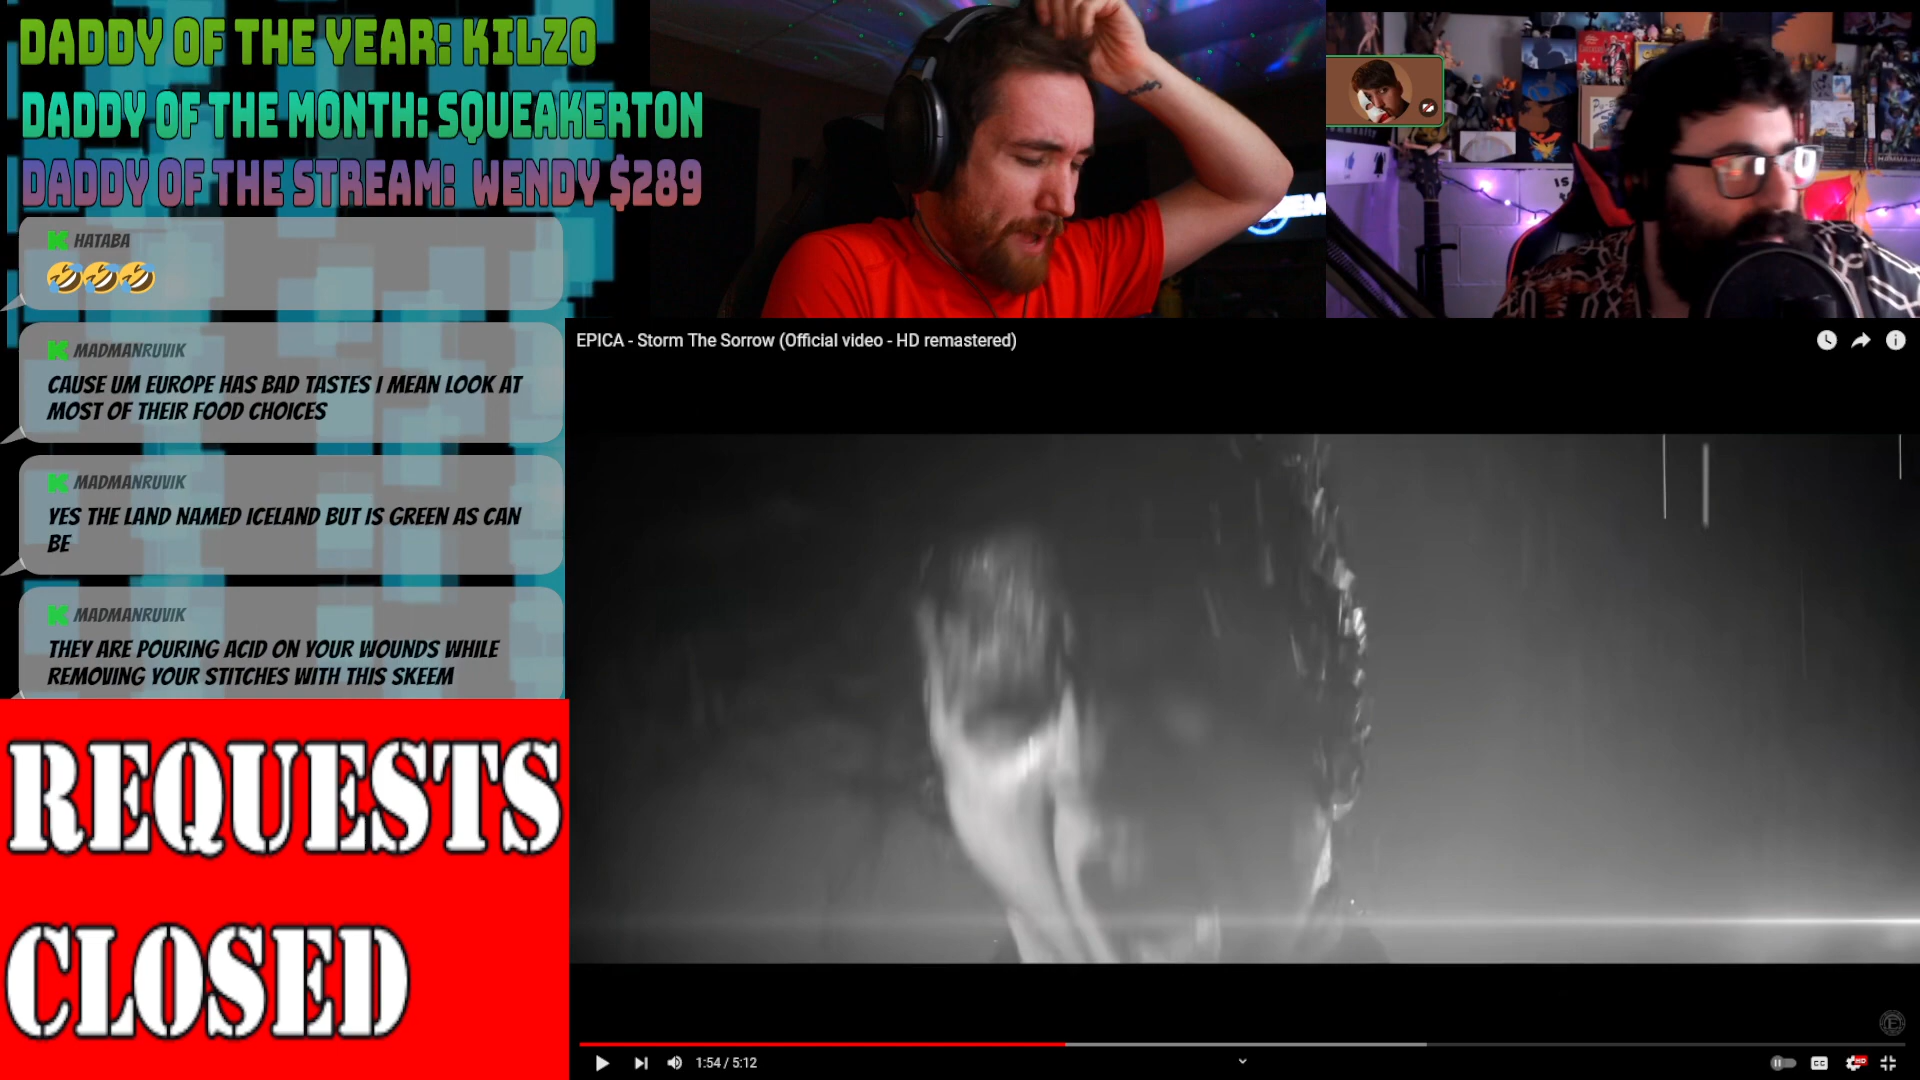 DADDY OF THE YEAR: KILZO
DADDY OF THE MONTH: SQUEAKERTON
DADDY OF THE STREAM: WENDY $289
HATABA
MADMANRUVIK
CAUSE UM EUROPE HAS BAD TASTES I MEAN LOOK AT
MOST OF THEIR FOOD CHOICES
MADMANRUVIK
YES THE LAND NAMED ICELAND BUT IS GREEN AS CAN
BE
MADMANRUVIK
THEY ARE POURING ACID ON YOUR WOUNDS WHILE
REMOVING YOUR STITCHES WITH THIS SKEEM
REQUESTS
CLOSED
EPICA - Storm The Sorrow (Official video - HD remastered)
1:54 / 5:12
CC
HD